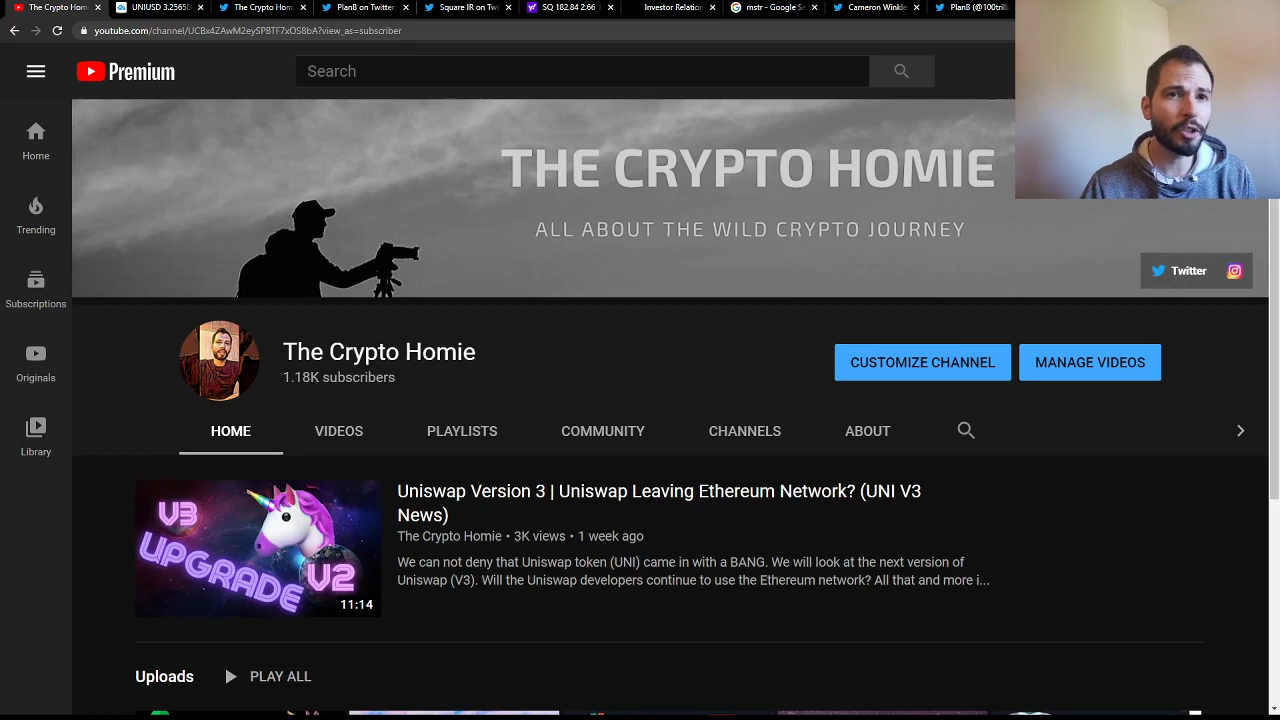 The Crypto Hom
UNIUSD 3.25650
The Crypto Home
PlanB on Twitter:
Square IR on Twi
SQ 182.84 2.66 1
Investor Relation
mstr - Google Se
Cameron Winkle
PlanB (@100trilli
youtube.com/channel/UC8x4ZAwM2eySPBTF7xOS8bA?view_as=subscriber
Premium
Search
Home
Trending
Subscriptions
Originals
Library
THE CRYPTO HOMIE
ALL ABOUT THE WILD CRYPTO JOURNEY
Twitter
The Crypto Homie
1.18K subscribers
CUSTOMIZE CHANNEL
MANAGE VIDEOS
HOME
VIDEOS
PLAYLISTS
COMMUNITY
CHANNELS
ABOUT
V3
UPGRADE
V2
11:14
Uniswap Version 3 | Uniswap Leaving Ethereum Network? (UNI V3
News)
The Crypto Homie • 3K views • 1 week ago
We can not deny that Uniswap token (UNI) came in with a BANG. We will look at the next version of
Uniswap (V3). Will the Uniswap developers continue to use the Ethereum network? All that and more i...
Uploads
PLAY ALL